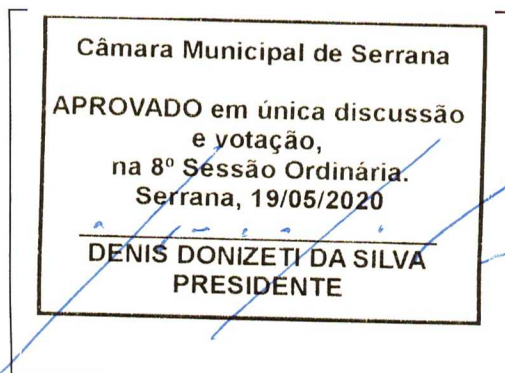 Câmara Municipal de Serrana
APROVADO em única discussão
e votação,
na 8º Sessão Ordinária.
Serrana, 19/05/2020
DENIS DONIZETI DA SILVA
PRESIDENTE